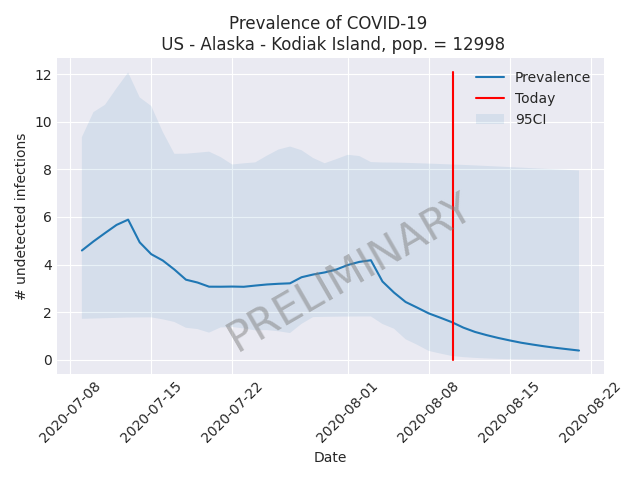 Prevalence of COVID-19
US - Alaska - Kodiak Island, pop. = 12998
12
10
8
6
4
2
0
# undetected infections
Prevalence
Today
95CI
PRELIMINARY
2020-07-08
2020-07-15
2020-07-22
2020-08-01
2020-08-08
2020-08-15
2020-08-22
Date